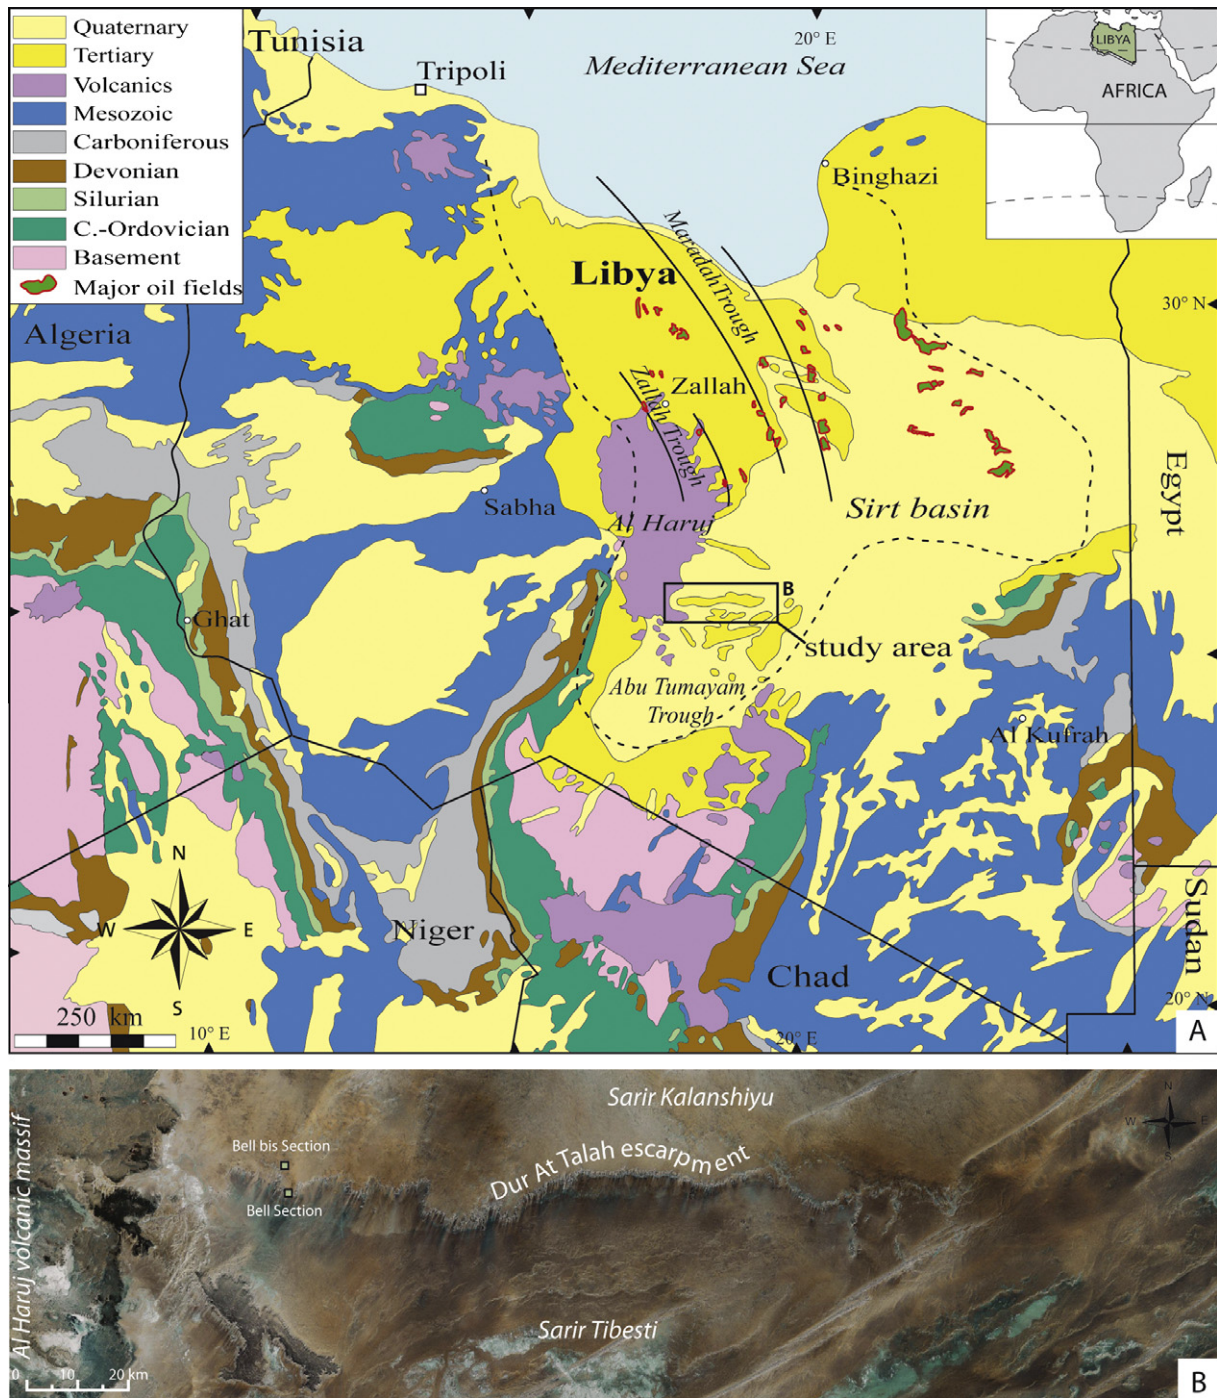 Quaternary
Tertiary
Volcanics
Mesozoic
Carboniferous
Devonian
Silurian
C.-Ordovician
Basement
Major oil fields
Tunisia
Tripoli
20° E
Mediterranean Sea
LIBYA
AFRICA
Binghazi
Libya
Maradah Trough
30° N
Algeria
Zallah
Zallah Trough
Sabha
Al Haruj
Sirt basin
Egypt
B
Ghat
study area
Abu Tumayam
Trough
Al Kufrah
N
W
E
S
Niger
Chad
Sudan
20° N
250 km
10° E
20° E
A
Al Haruj volcanic massif
Sarir Kalanshiyu
N
W
E
S
Bell bis Section
Dur At Talah escarpment
Bell Section
Sarir Tibesti
0 10 20 km
B